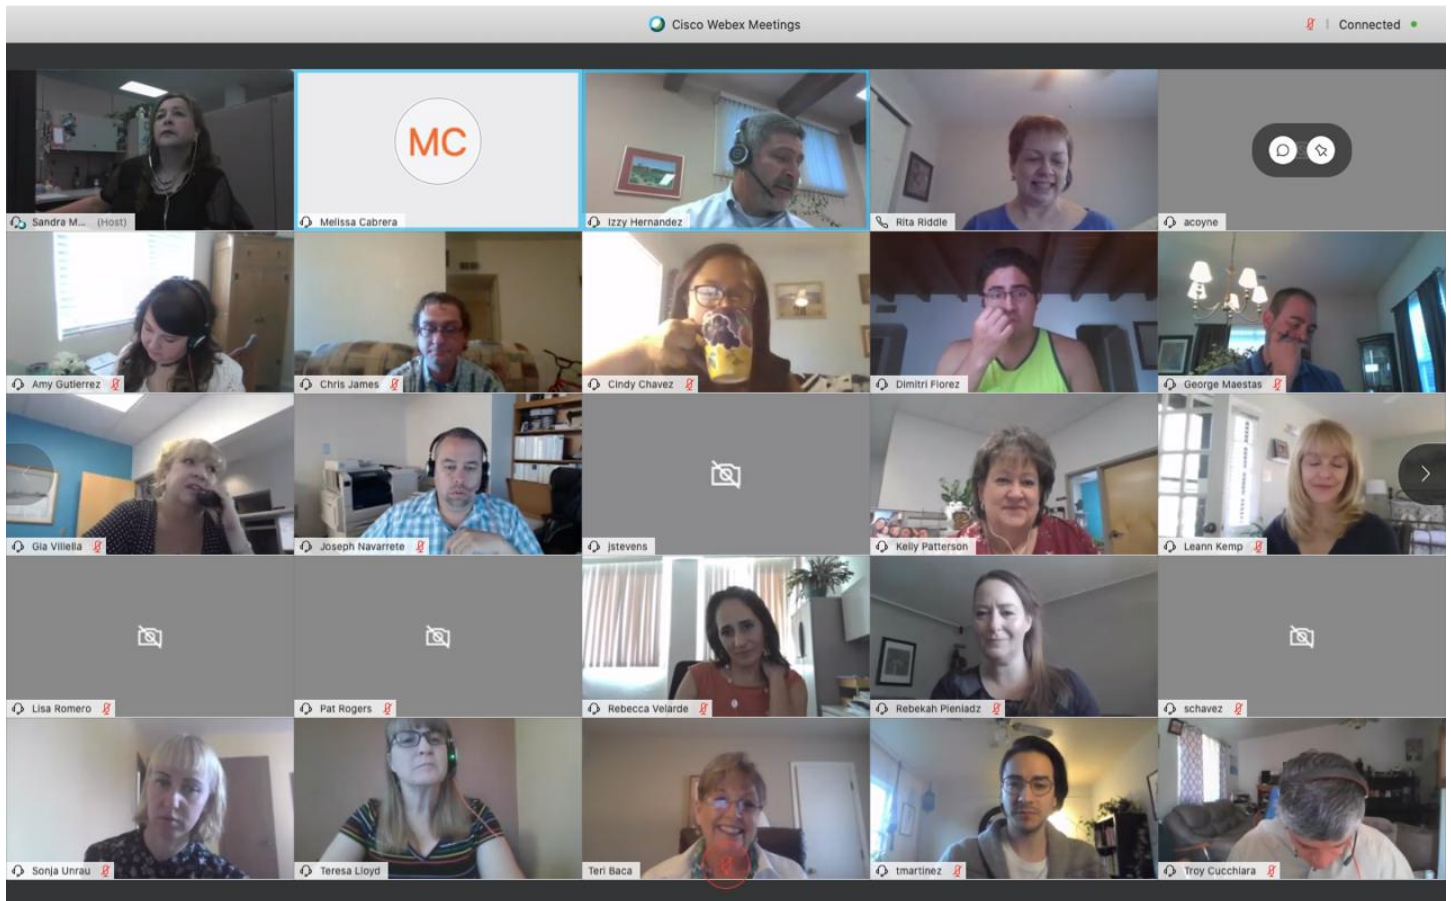 Cisco Webex Meetings
Connected
Sandra M... (Host)
MC
Melissa Cabrera
Izzy Hernandez
Rita Riddle
acoyne
Amy Gutierrez
Chris James
Cindy Chavez
Dimitri Florez
George Maestas
Gia Villella
Joseph Navarrete
jstevens
Kelly Patterson
Leann Kemp
Lisa Romero
Pat Rogers
Rebecca Velarde
Rebekah Pieniadz
schavez
Sonja Unrau
Teresa Lloyd
Teri Baca
tmartinez
Troy Cucchiara